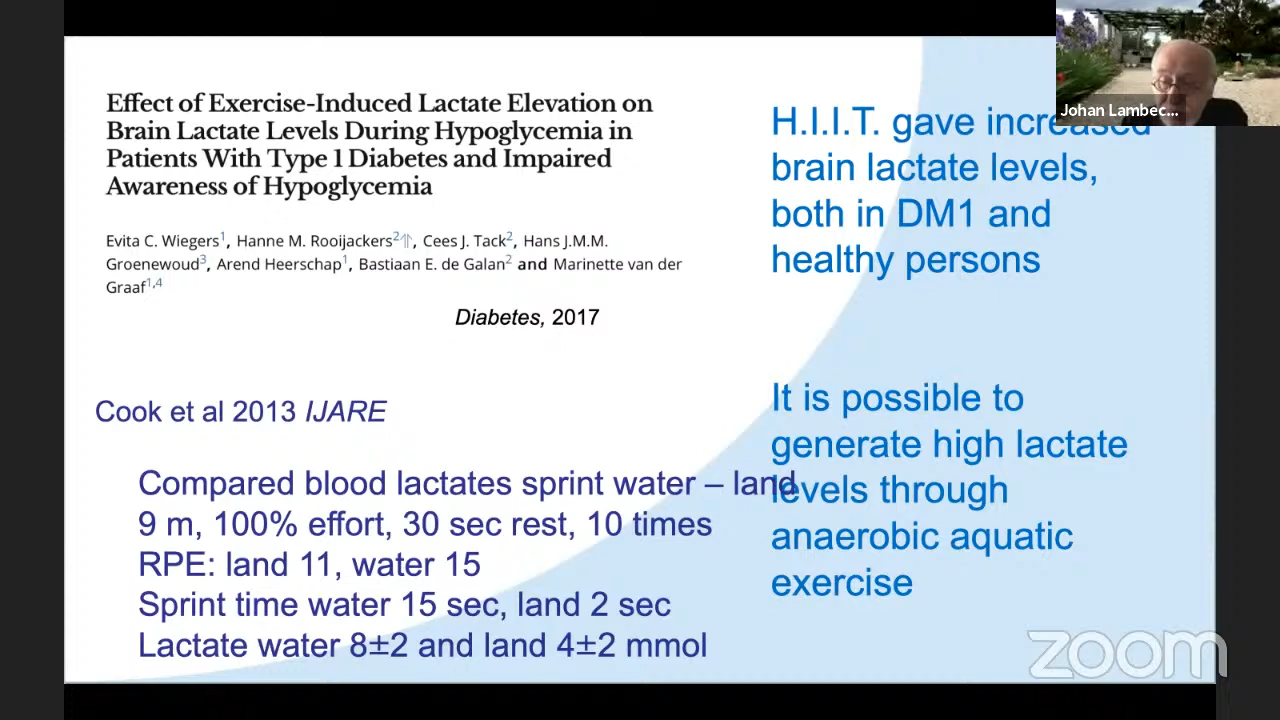 Effect of Exercise-Induced Lactate Elevation on
Brain Lactate Levels During Hypoglycemia in
Patients With Type 1 Diabetes and Impaired
Awareness of Hypoglycemia
Evita C. Wiegers1, Hanne M. Rooijackers2⇑, Cees J. Tack2, Hans J.M.M.
Groenewoud3, Arend Heerschap1, Bastiaan E. de Galan2 and Marinette van der
Graaf1,4
Diabetes, 2017
Cook et al 2013 IJARE
Compared blood lactates sprint water – land
9 m, 100% effort, 30 sec rest, 10 times
RPE: land 11, water 15
Sprint time water 15 sec, land 2 sec
Lactate water 8±2 and land 4±2 mmol
H.I.I.T. gave increased
brain lactate levels,
both in DM1 and
healthy persons
It is possible to
generate high lactate
levels through
anaerobic aquatic
exercise
Johan Lambec...
zoom